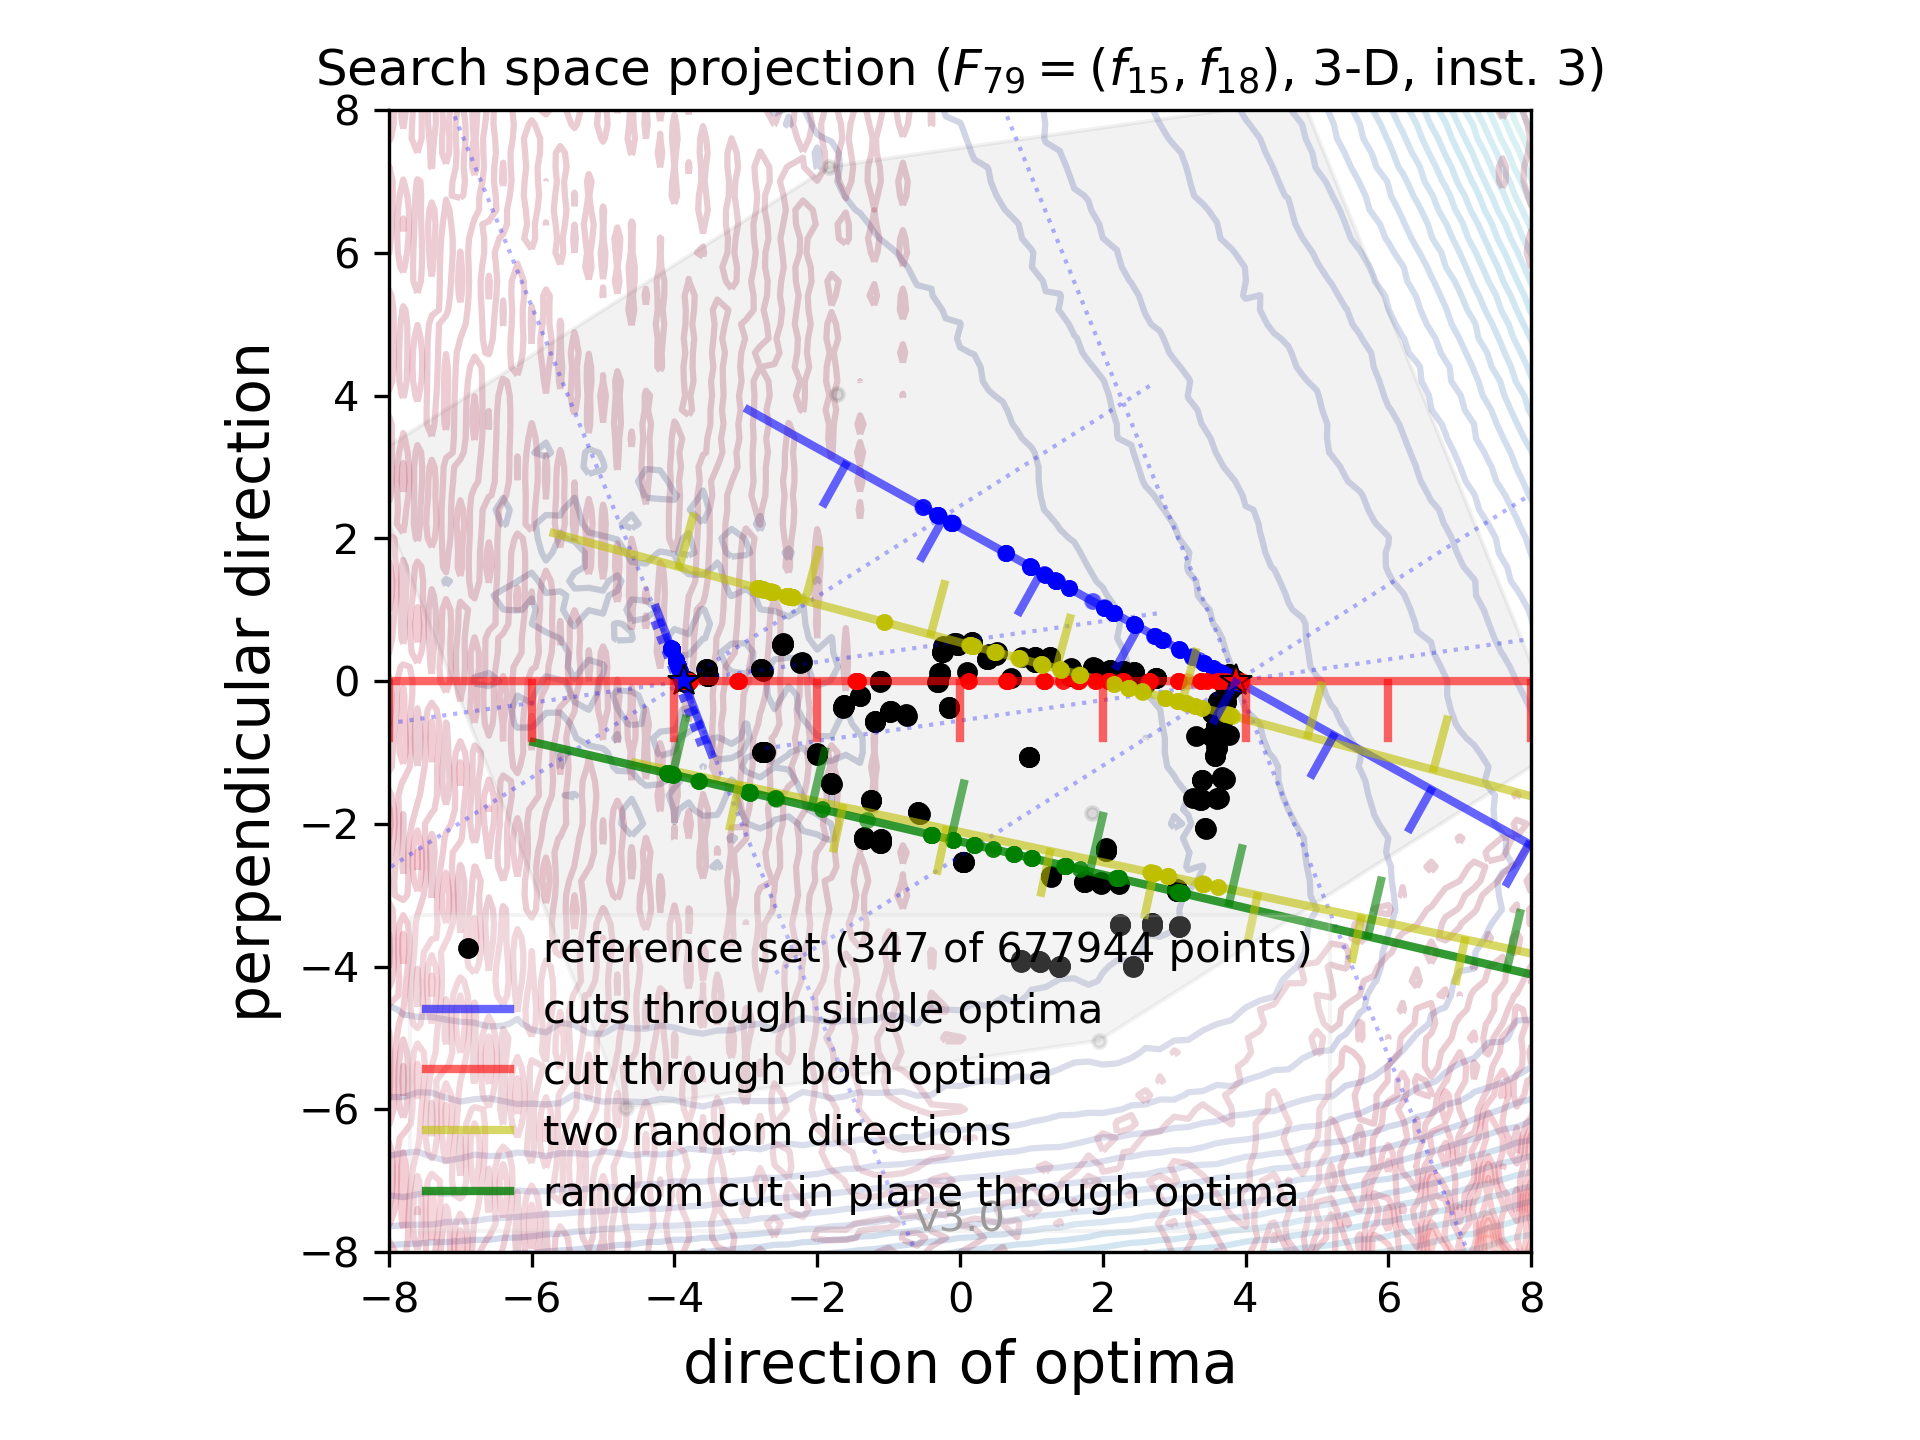 Search space projection (F79 = (f15, f18), 3-D, inst. 3)
8
6
4
2
0
−2
−4
−6
−8
perpendicular direction
reference set (347 of 677944 points)
cuts through single optima
cut through both optima
two random directions
random cut in plane through optima
v3.0
−8 −6 −4 −2 0 2 4 6 8
direction of optima